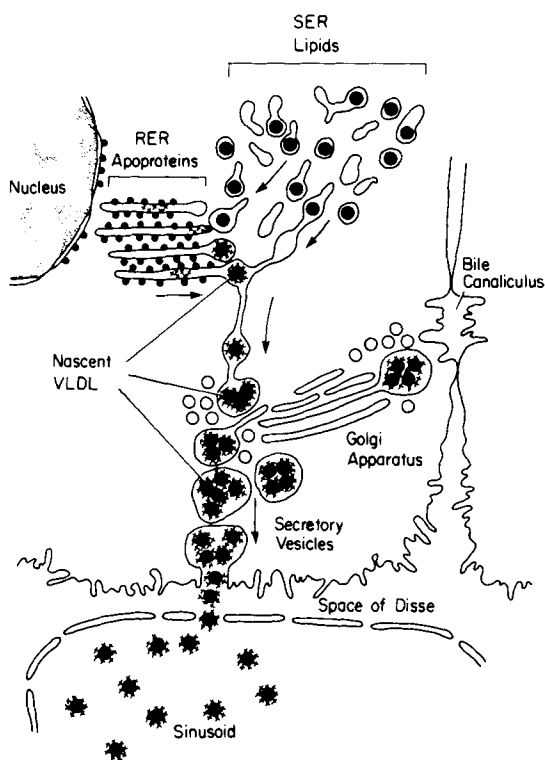 SER
Lipids
RER
Apoproteins
Nucleus
Bile
Canaliculus
Nascent
VLDL
Golgi
Apparatus
Secretory
Vesicles
Space of Disse
Sinusoid